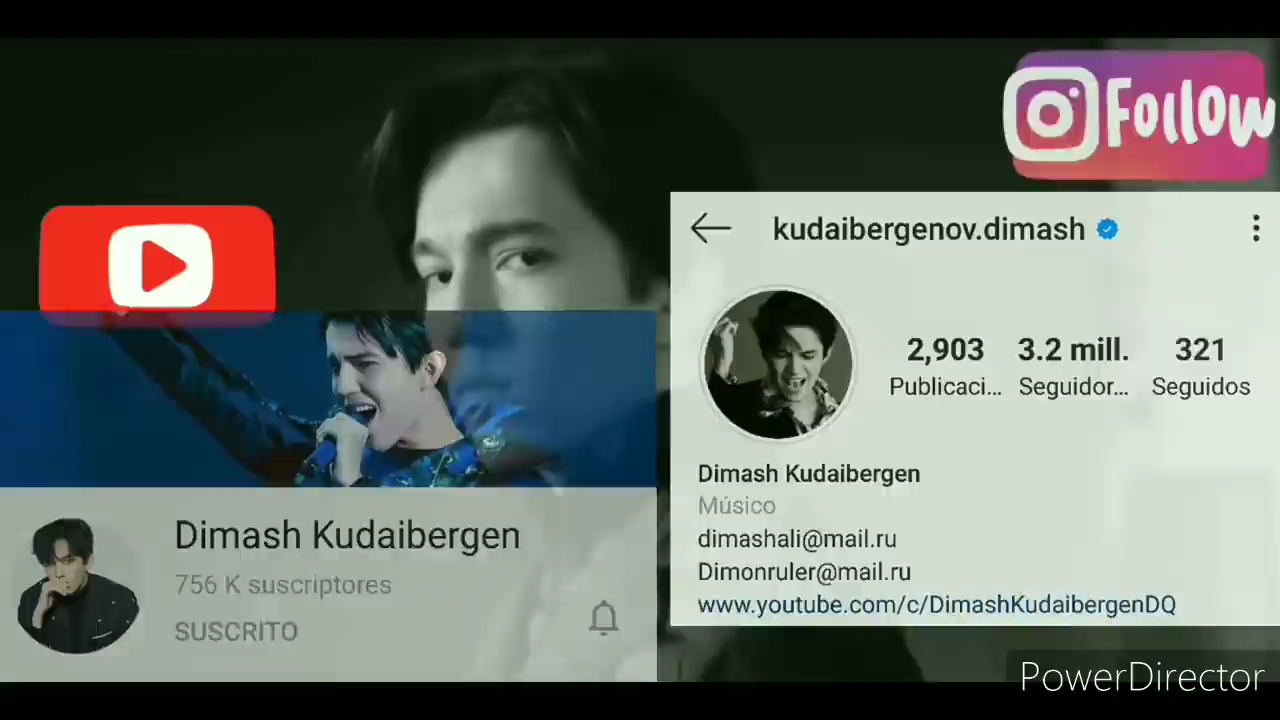 Follow
kudaibergenov.dimash
2,903 3.2 mill. 321
Publicaci... Seguidor... Seguidos
Dimash Kudaibergen
Músico
dimashali@mail.ru
Dimonruler@mail.ru
www.youtube.com/c/DimashKudaibergenDQ
Dimash Kudaibergen
756 K suscriptores
SUSCRITO
PowerDirector